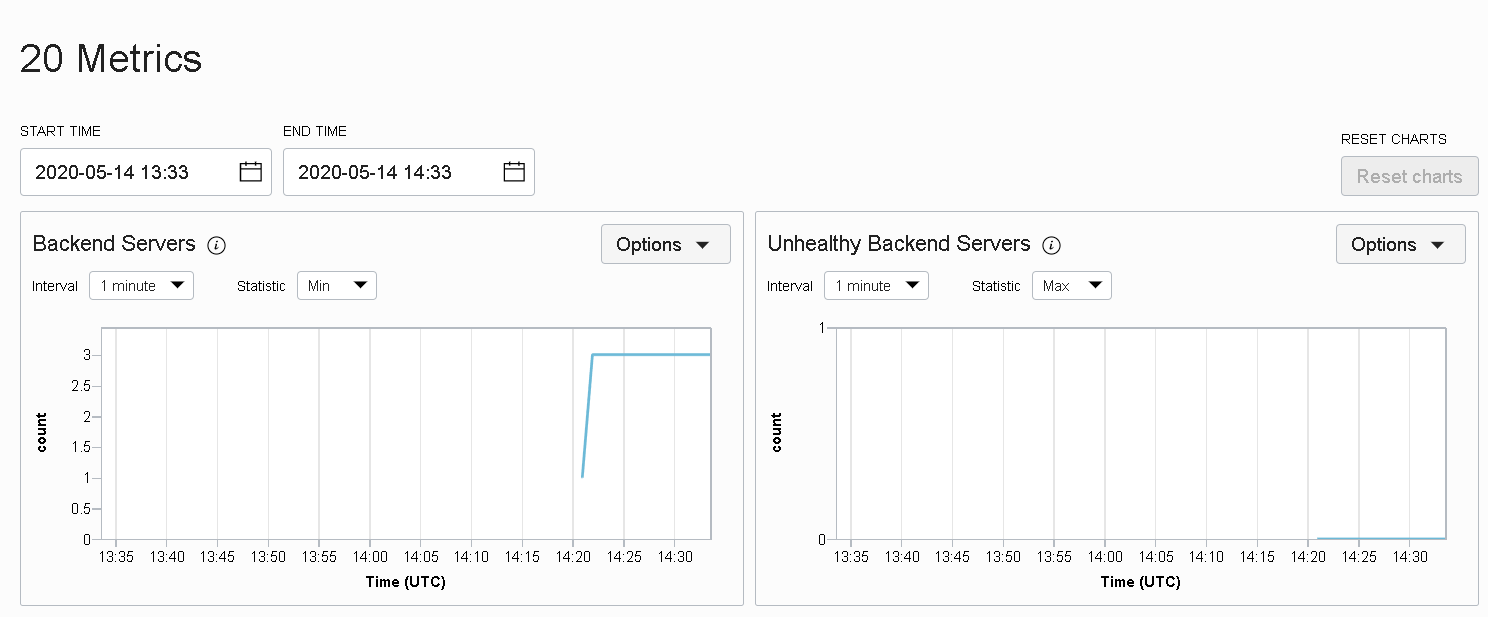 20 Metrics
START TIME
END TIME
RESET CHARTS
2020-05-14 13:33
2020-05-14 14:33
Reset charts
Backend Servers
Options
Interval 1 minute Statistic Min
3
2.5
2
1.5
1
0.5
0
count
13:35 13:40 13:45 13:50 13:55 14:00 14:05 14:10 14:15 14:20 14:25 14:30
Time (UTC)
Unhealthy Backend Servers
Options
Interval 1 minute Statistic Max
1
0
count
13:35 13:40 13:45 13:50 13:55 14:00 14:05 14:10 14:15 14:20 14:25 14:30
Time (UTC)